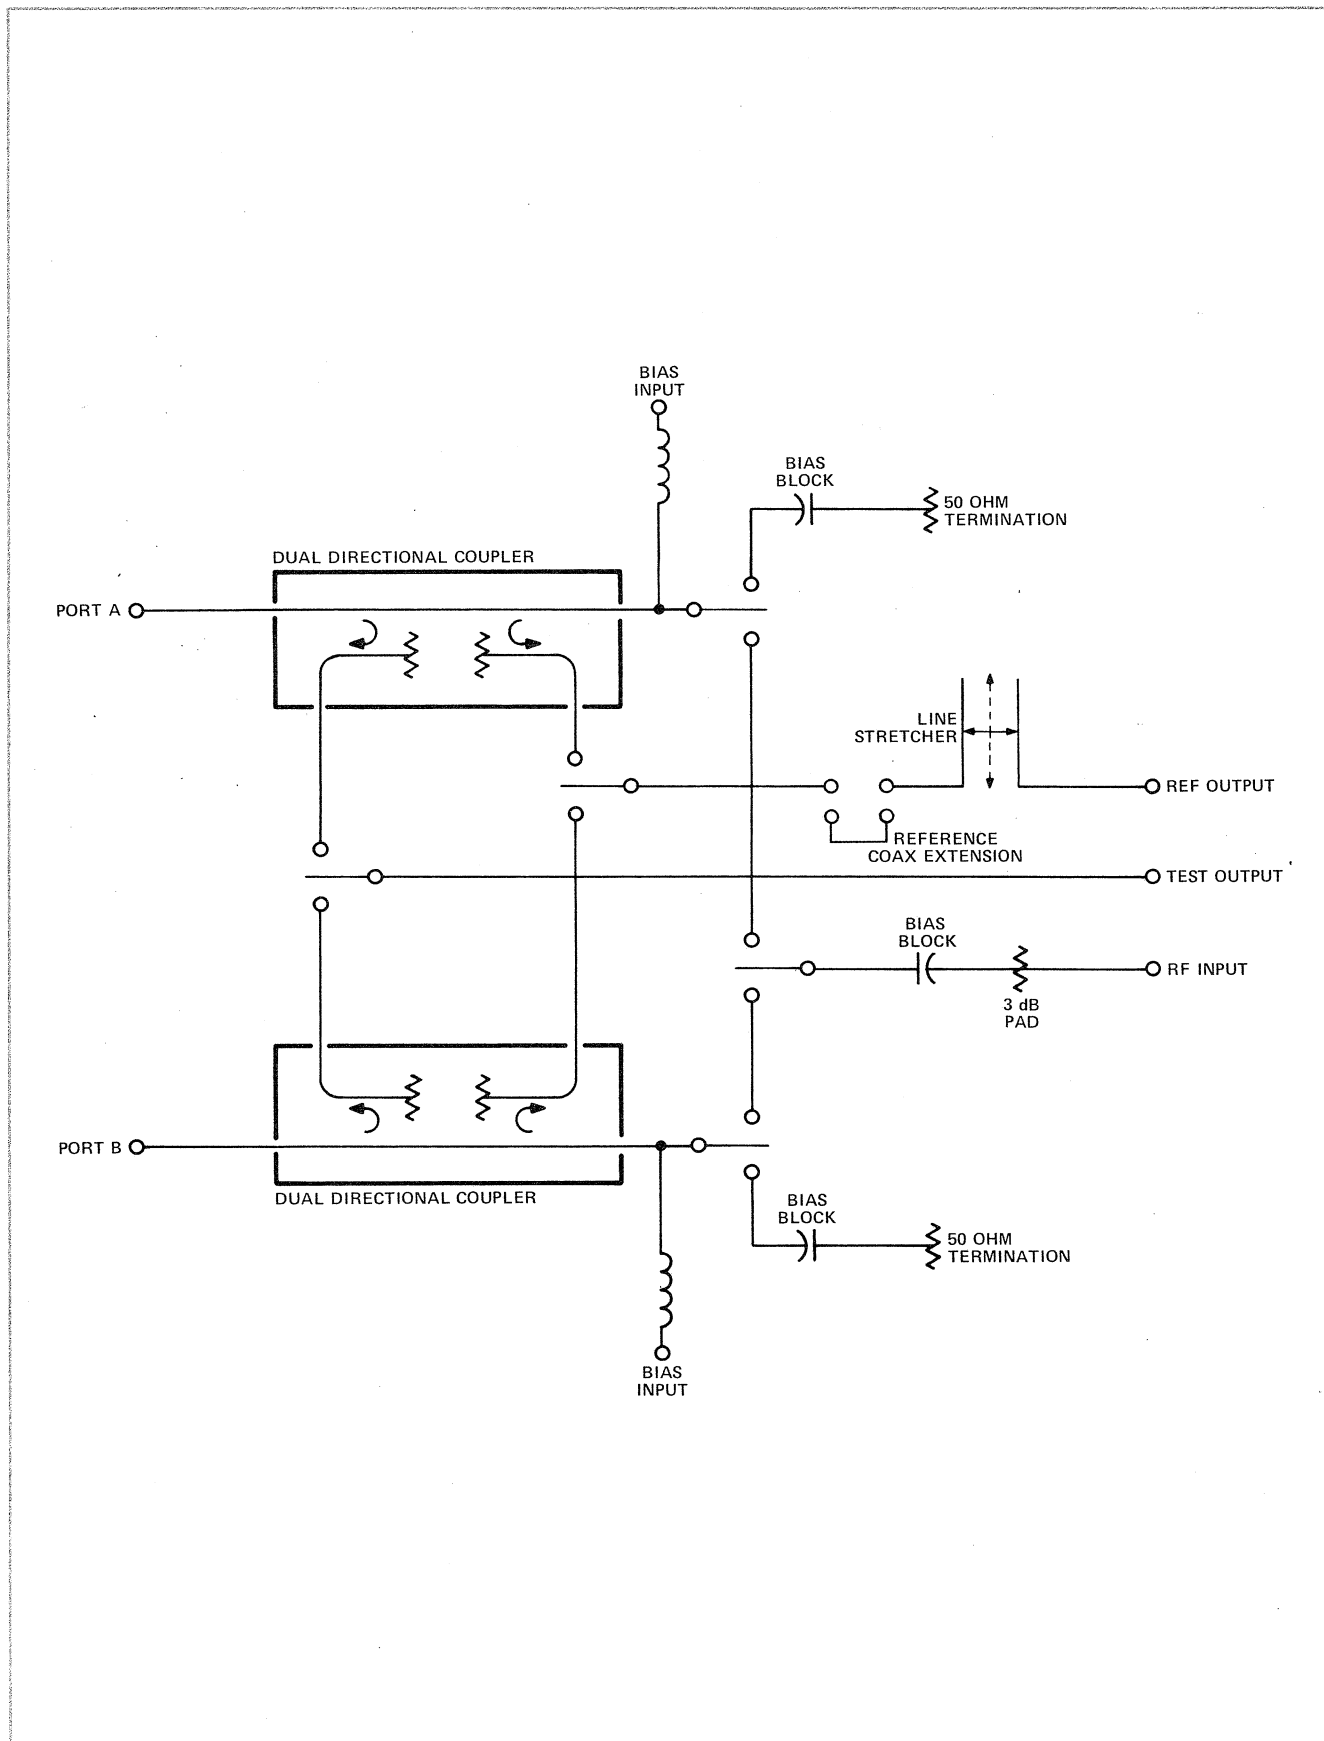 BIAS
INPUT
BIAS
BLOCK
50 OHM
TERMINATION
DUAL DIRECTIONAL COUPLER
PORT A
LINE
STRETCHER
REF OUTPUT
REFERENCE
COAX EXTENSION
TEST OUTPUT
BIAS
BLOCK
RF INPUT
3 dB
PAD
PORT B
DUAL DIRECTIONAL COUPLER
BIAS
BLOCK
50 OHM
TERMINATION
BIAS
INPUT